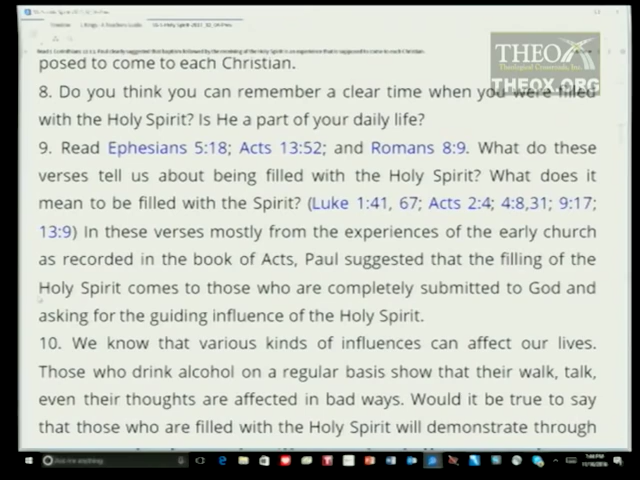 THEOX
THEOX.ORG
posed to come to each Christian.
8. Do you think you can remember a clear time when you were filled
with the Holy Spirit? Is He a part of your daily life?
9. Read Ephesians 5:18; Acts 13:52; and Romans 8:9. What do these
verses tell us about being filled with the Holy Spirit? What does it
mean to be filled with the Spirit? (Luke 1:41, 67; Acts 2:4; 4:8,31; 9:17;
13:9) In these verses mostly from the experiences of the early church
as recorded in the book of Acts, Paul suggested that the filling of the
Holy Spirit comes to those who are completely submitted to God and
asking for the guiding influence of the Holy Spirit.
10. We know that various kinds of influences can affect our lives.
Those who drink alcohol on a regular basis show that their walk, talk,
even their thoughts are affected in bad ways. Would it be true to say
that those who are filled with the Holy Spirit will demonstrate through
Ask me anything